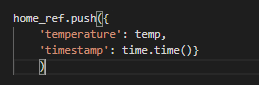 home_ref.push({
'temperature': temp,
'timestamp': time.time()}
)